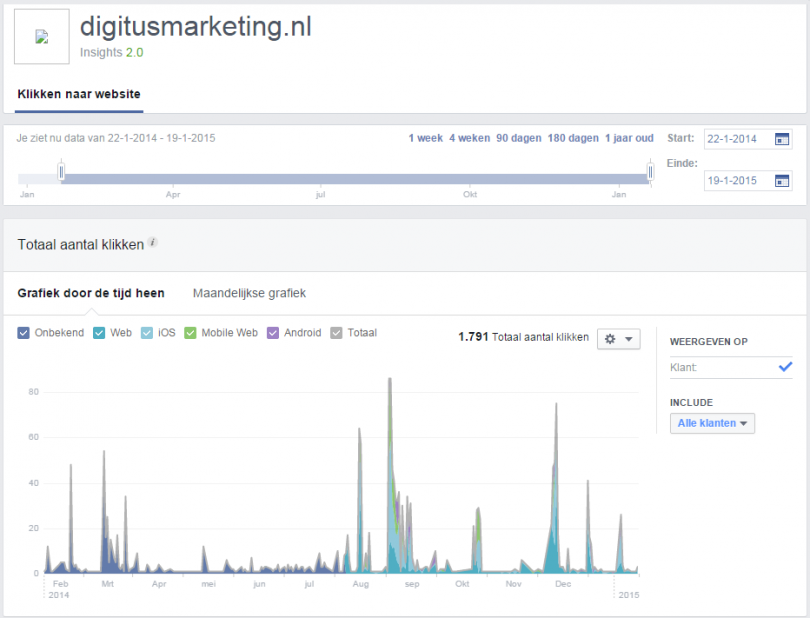 digitusmarketing.nl
Insights 2.0
Klikken naar website
Je ziet nu data van 22-1-2014 - 19-1-2015
1 week 4 weken 90 dagen 180 dagen 1 jaar oud Start: 22-1-2014
Einde: 19-1-2015
Jan Apr jul Okt Jan
Totaal aantal klikken i
Grafiek door de tijd heen Maandelijkse grafiek
Onbekend Web iOS Mobile Web Android Totaal
1.791 Totaal aantal klikken
WEERGEVEN OP
Klant:
INCLUDE
Alle klanten
80
60
40
20
0
Feb Mrt Apr mei jun jul Aug sep Okt Nov Dec
2014 2015